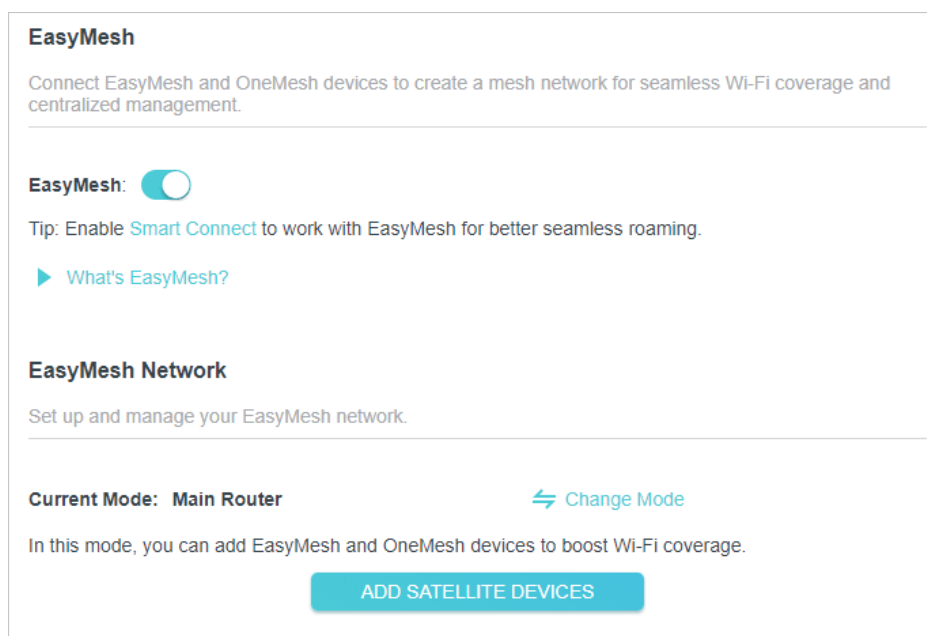 EasyMesh
Connect EasyMesh and OneMesh devices to create a mesh network for seamless Wi-Fi coverage and
centralized management.
EasyMesh:
Tip: Enable Smart Connect to work with EasyMesh for better seamless roaming.
What's EasyMesh?
EasyMesh Network
Set up and manage your EasyMesh network.
Current Mode: Main Router Change Mode
In this mode, you can add EasyMesh and OneMesh devices to boost Wi-Fi coverage.
ADD SATELLITE DEVICES